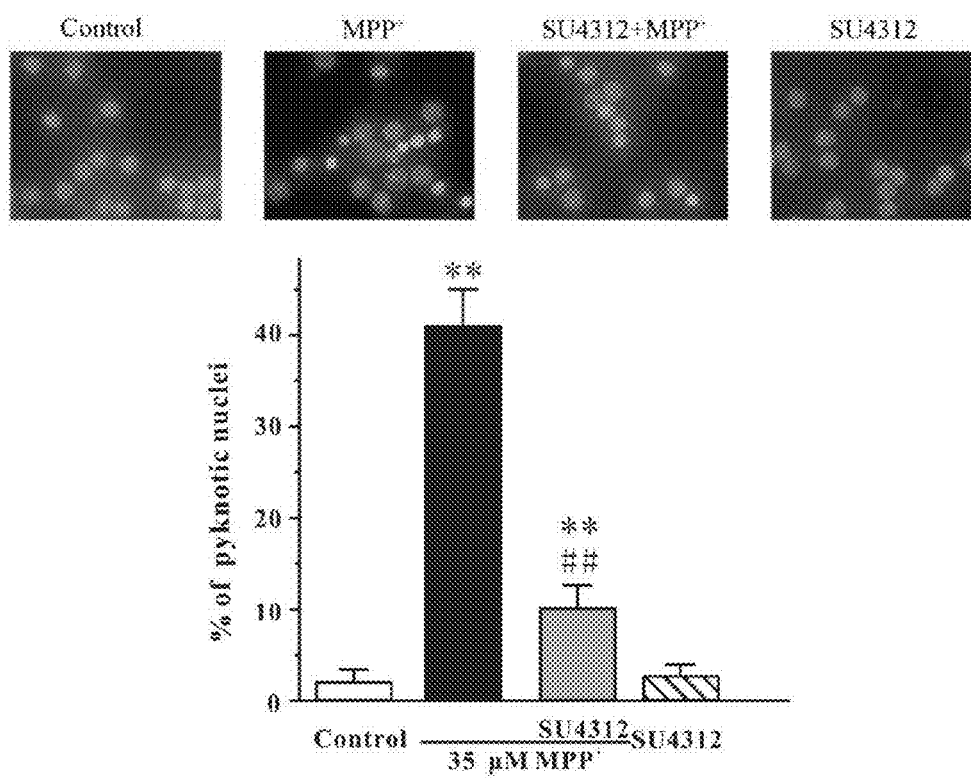 Control MPP⁺ SU4312+MPP⁺ SU4312
**
40
30
20
10
0
% of pyknotic nuclei
**
##
Control SU4312 SU4312
35 μM MPP⁺